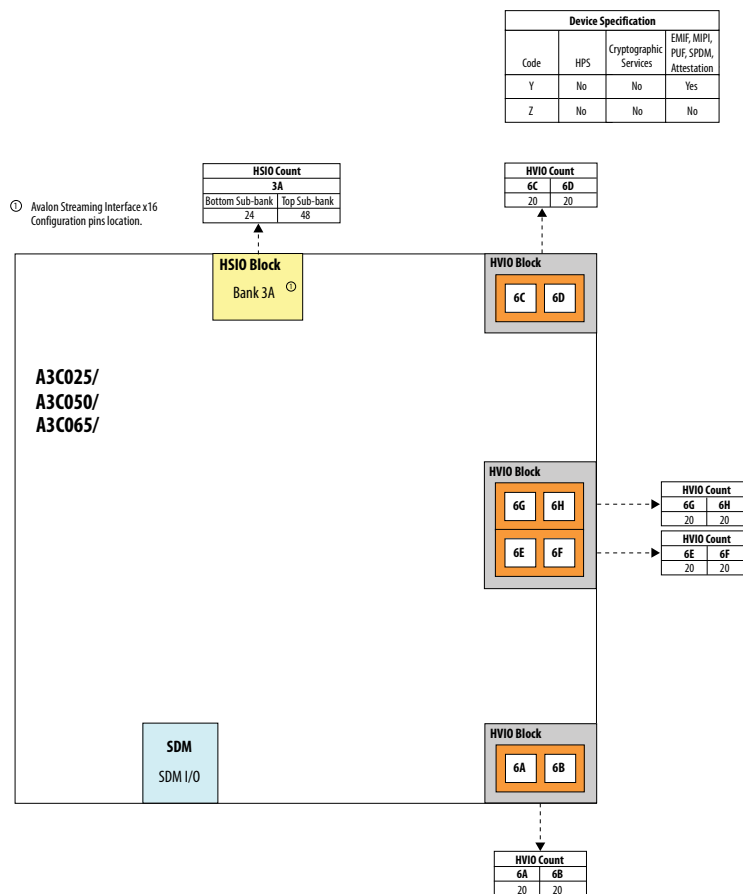 Device Specification
Code HPS Cryptographic Services EMIF, MIPI, PUF, SPDM, Attestation
Y No No Yes
Z No No No
① Avalon Streaming Interface x16
Configuration pins location.
HSIO Count
3A
Bottom Sub-bank Top Sub-bank
24 48
HVIO Count
6C 6D
20 20
HSIO Block
Bank 3A ①
HVIO Block
6C 6D
A3C025/
A3C050/
A3C065/
HVIO Block
6G 6H
6E 6F
HVIO Count
6G 6H
20 20
HVIO Count
6E 6F
20 20
SDM
SDM I/O
HVIO Block
6A 6B
HVIO Count
6A 6B
20 20